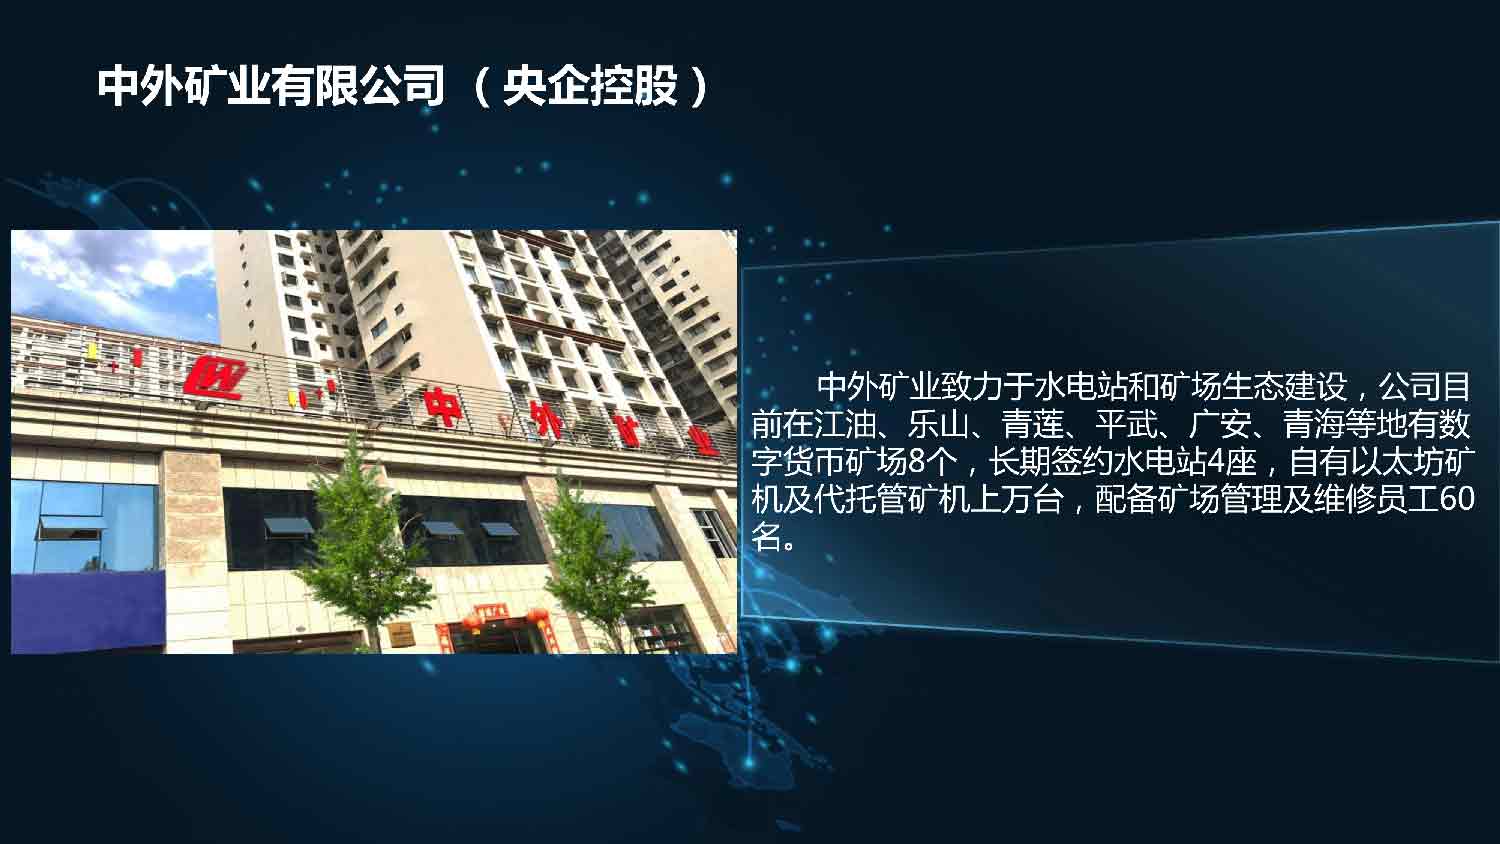 中外矿业有限公司（央企控股）
中外矿业
中外矿业致力于水电站和矿场生态建设，公司目
前在江油、乐山、青莲、平武、广安、青海等地有数
字货币矿场8个，长期签约水电站4座，自有以太坊矿
机及代托管矿机上万台，配备矿场管理及维修员工60
名。